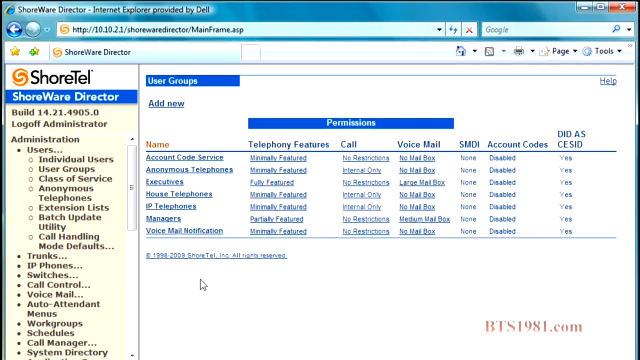 ShoreWare Director - Internet Explorer provided by Dell
http://10.10.2.1/shorewaredirector/MainFrame.asp
Google
ShoreWare Director
Page
Tools
ShoreTel
ShoreWare Director
Build 14.21.4905.0
Logoff Administrator
Administration
Users...
Individual Users
User Groups
Class of Service
Anonymous
Telephones
Extension Lists
Batch Update
Utility
Call Handling
Mode Defaults...
Trunks...
IP Phones...
Switches...
Call Control...
Voice Mail...
Auto-Attendant
Menus
Workgroups
Schedules
Call Manager...
System Directory
User Groups
Help
Add new
Permissions
Name Telephony Features Call Voice Mail SMDI Account Codes DID AS CESID
Account Code Service Minimally Featured No Restrictions No Mail Box None Disabled Yes
Anonymous Telephones Minimally Featured Internal Only No Mail Box None Disabled Yes
Executives Fully Featured No Restrictions Large Mail Box None Disabled Yes
House Telephones Minimally Featured Internal Only No Mail Box None Disabled Yes
IP Telephones Minimally Featured Internal Only No Mail Box None Disabled Yes
Managers Partially Featured No Restrictions Medium Mail Box None Disabled Yes
Voice Mail Notification Minimally Featured No Restrictions No Mail Box None Disabled Yes
© 1998-2009 ShoreTel, Inc. All rights reserved.
BTS1981.com